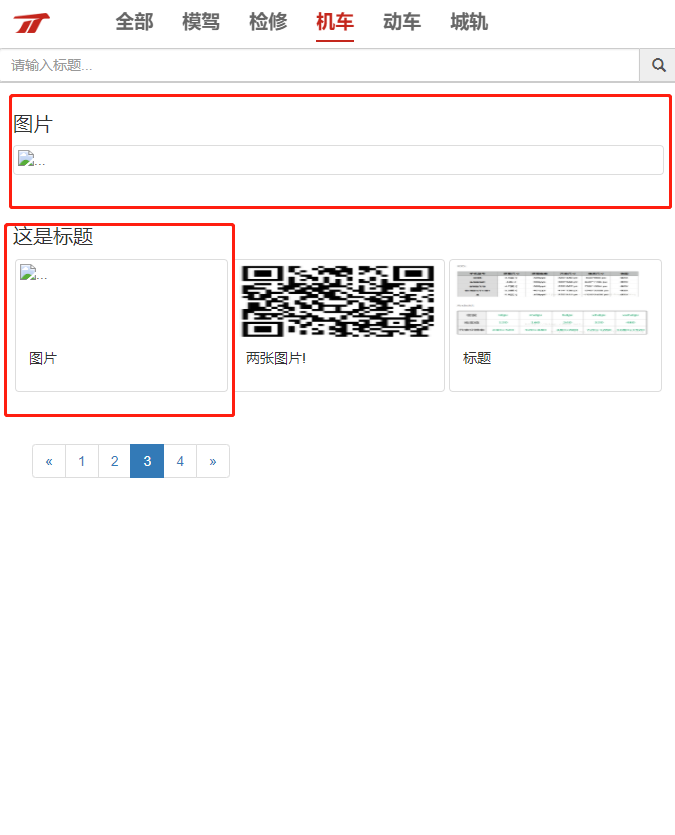 全部 模驾 检修 机车 动车 城轨
请输入标题...
图片
...
这是标题
...
图片 两张图片! 标题
« 1 2 3 4 »